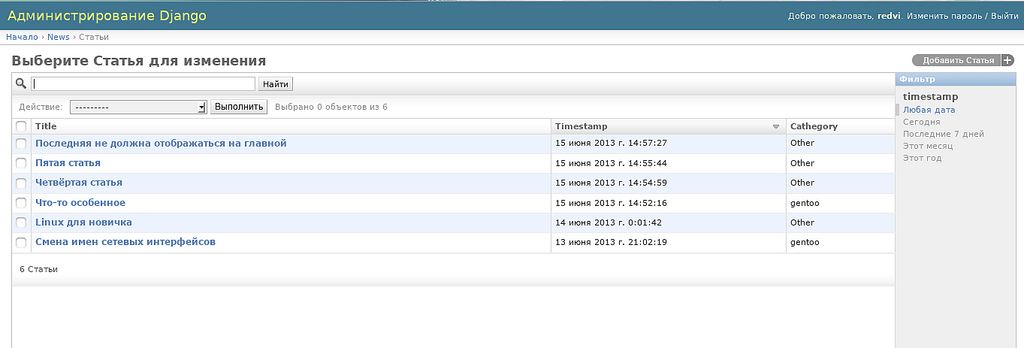 Администрирование Django
Добро пожаловать, redvi. Изменить пароль / Выйти
Начало › News › Статьи
Выберите Статья для изменения
Добавить Статья +
Найти
Действие: --------- Выполнить Выбрано 0 объектов из 6
Title Timestamp Cathegory
Последняя не должна отображаться на главной 15 июня 2013 г. 14:57:27 Other
Пятая статья 15 июня 2013 г. 14:55:44 Other
Четвёртая статья 15 июня 2013 г. 14:54:59 Other
Что-то особенное 15 июня 2013 г. 14:52:16 gentoo
Linux для новичка 14 июня 2013 г. 0:01:42 Other
Смена имен сетевых интерфейсов 13 июня 2013 г. 21:02:19 gentoo
6 Статьи
Фильтр
timestamp
Любая дата
Сегодня
Последние 7 дней
Этот месяц
Этот год